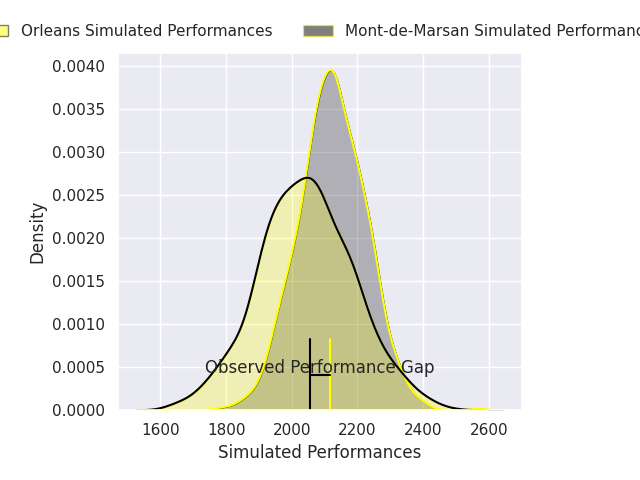 Orleans Simulated Performances
Mont-de-Marsan Simulated
0.0040
0.0035
0.0030
0.0025
0.0020
0.0015
0.0010
0.0005
0.0000
Density
Observed Performance Gap
1600 1800 2000 2200 2400 2600
Simulated Performances